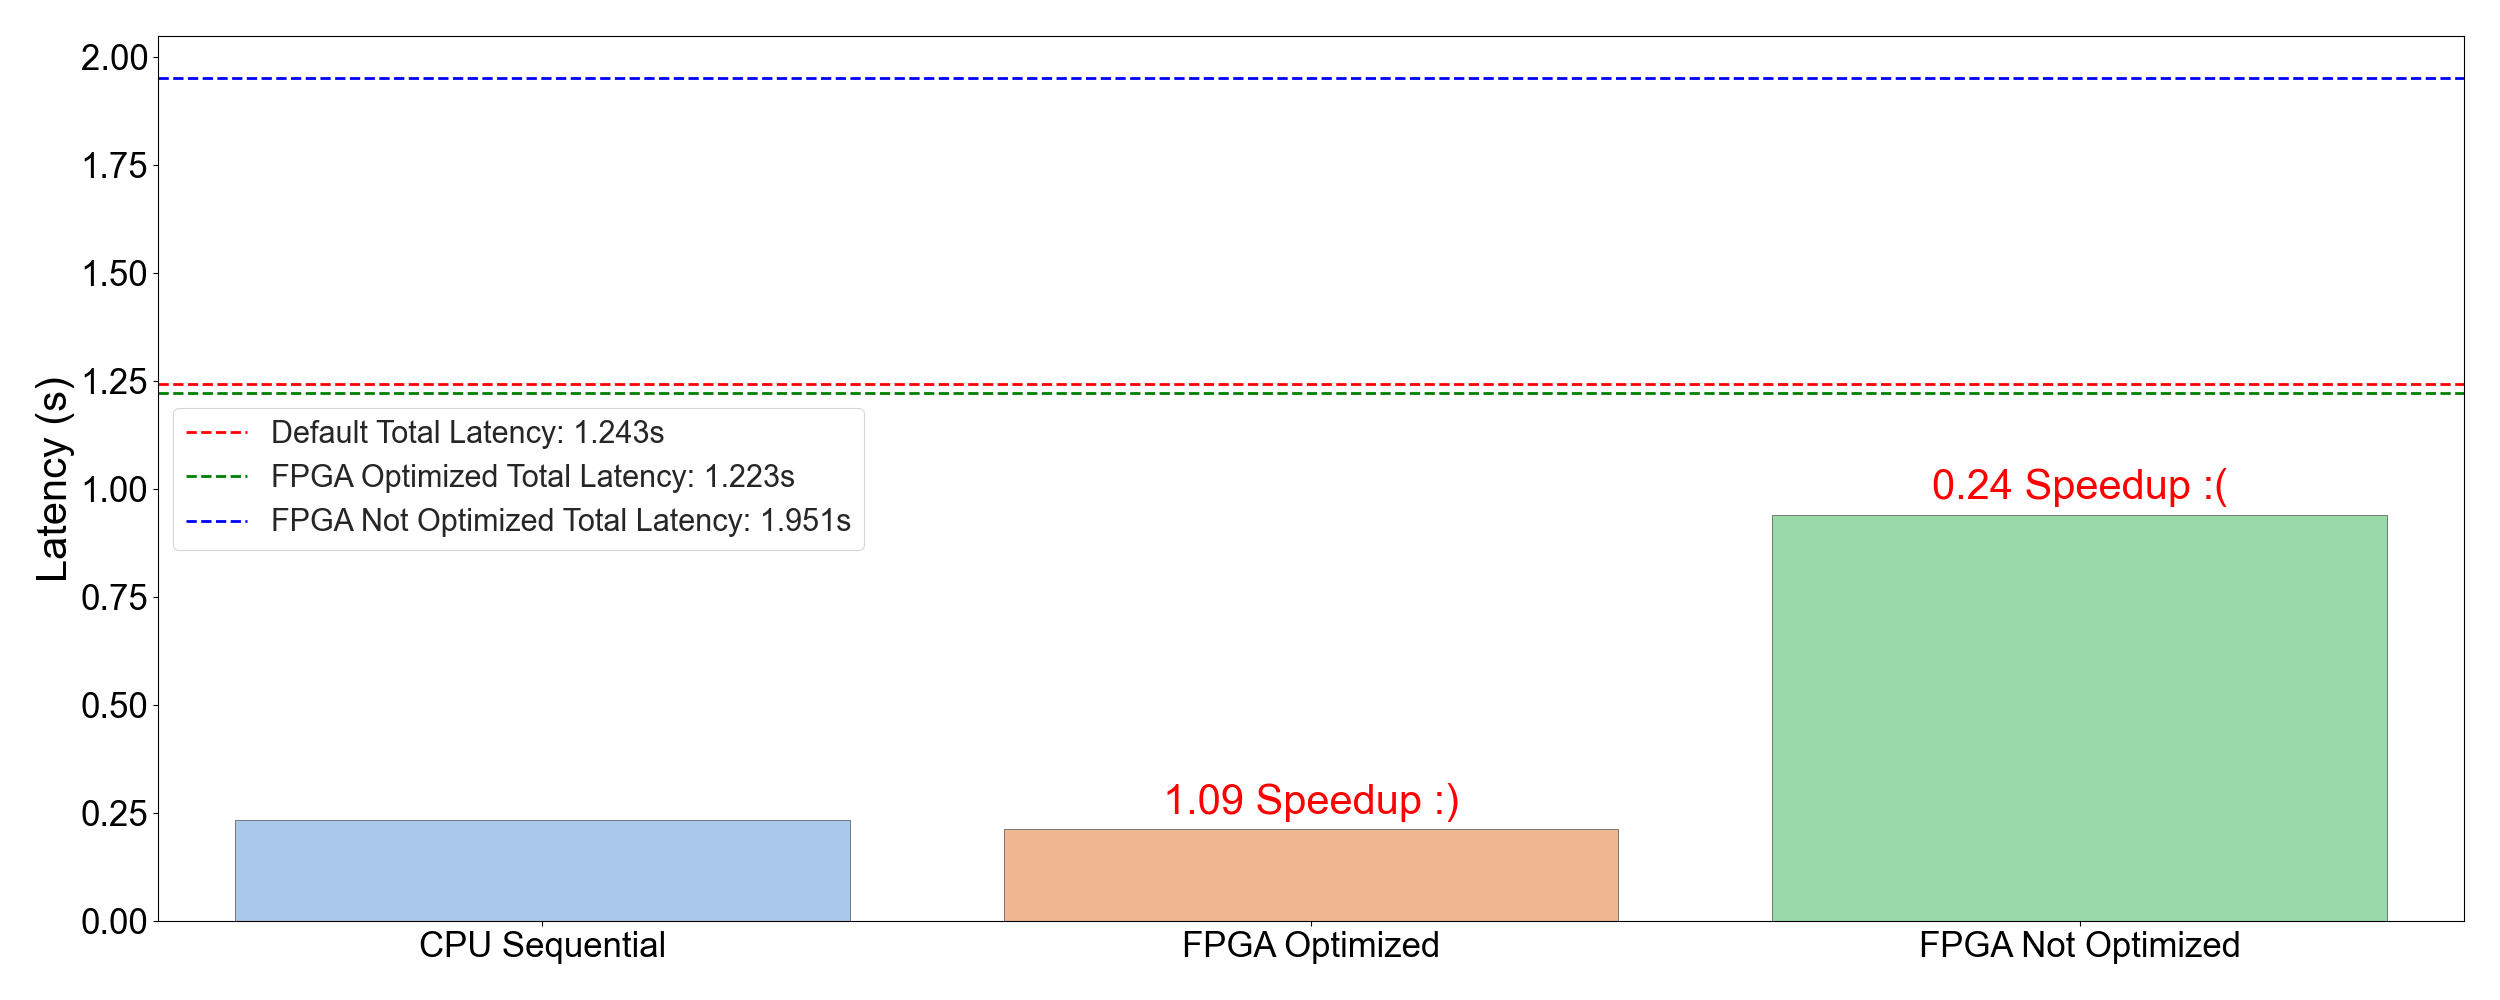 2.00
1.75
1.50
1.25
1.00
0.75
0.50
0.25
0.00
Latency (s)
Default Total Latency: 1.243s
FPGA Optimized Total Latency: 1.223s
FPGA Not Optimized Total Latency: 1.951s
1.09 Speedup :)
0.24 Speedup :(
CPU Sequential
FPGA Optimized
FPGA Not Optimized